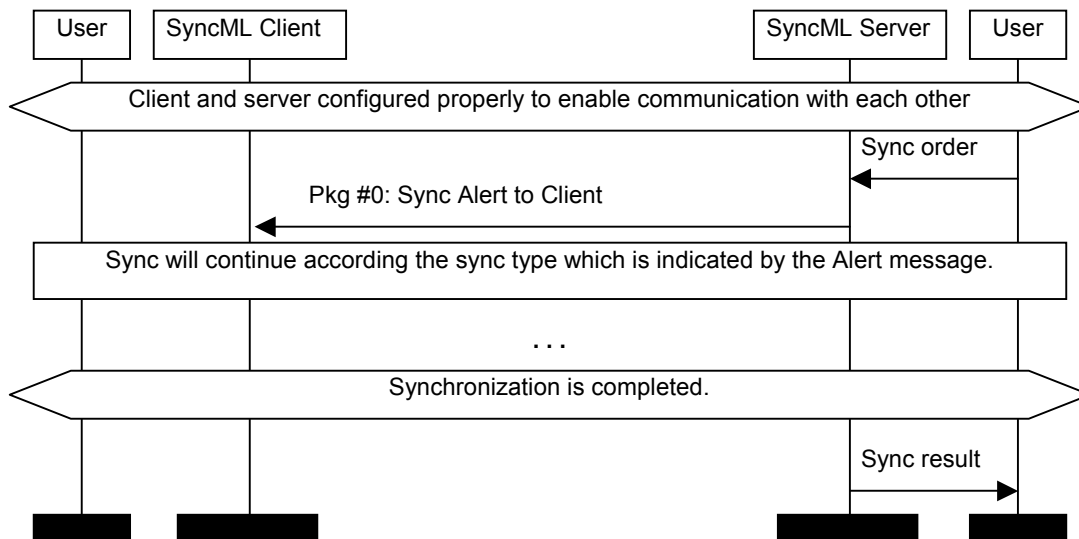 User
SyncML Client
SyncML Server
User
Client and server configured properly to enable communication with each other
Sync order
Pkg #0: Sync Alert to Client
Sync will continue according the sync type which is indicated by the Alert message.
. . .
Synchronization is completed.
Sync result